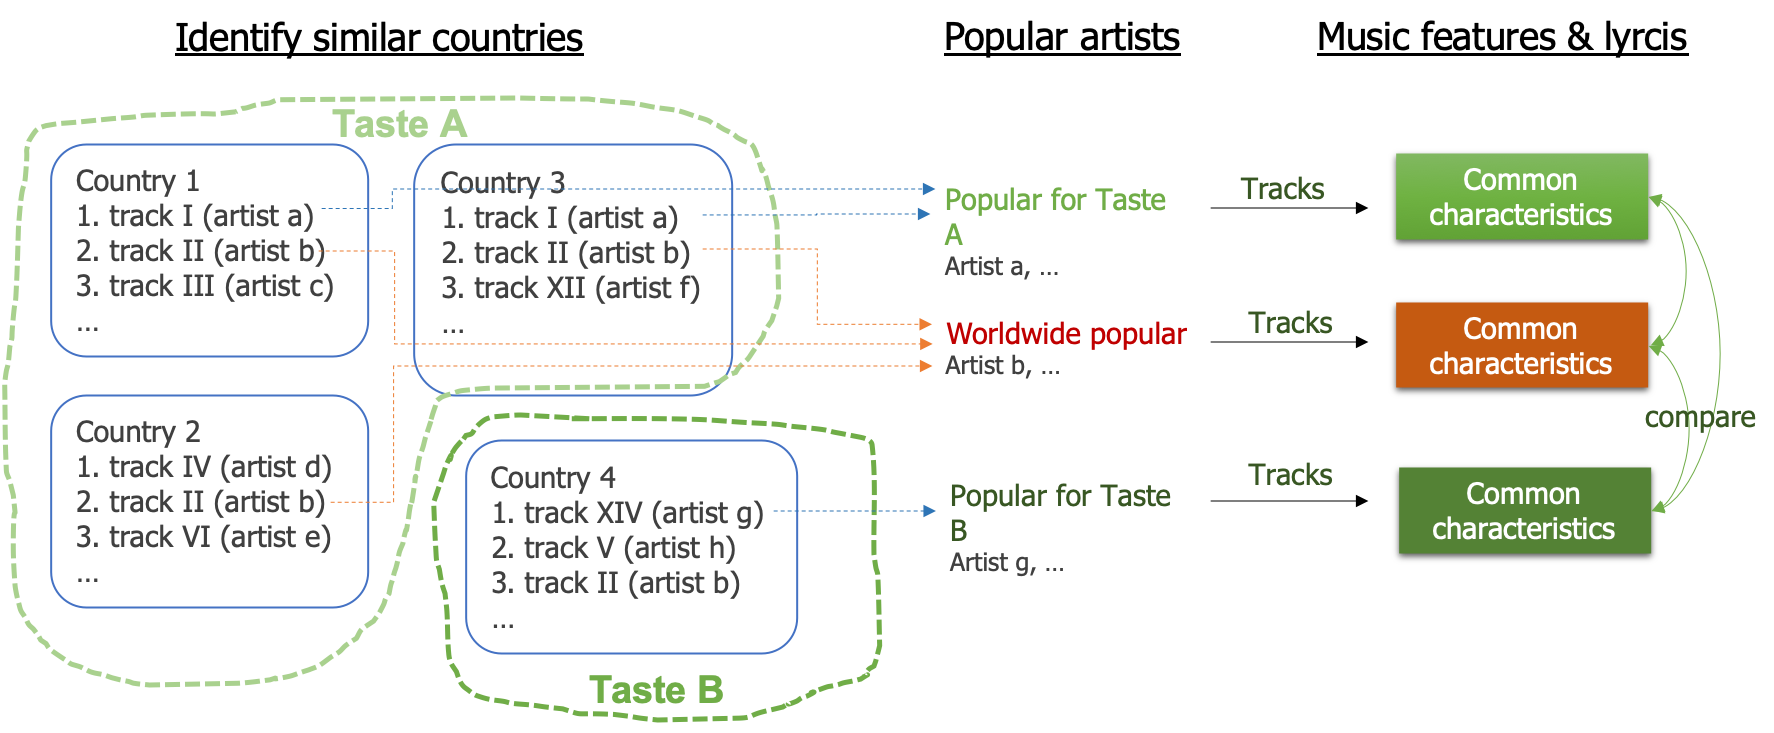 Identify similar countries
Popular artists
Music features & lyrcis
Taste A
Country 1
1. track I (artist a)
2. track II (artist b)
3. track III (artist c)
...
Country 3
1. track I (artist a)
2. track II (artist b)
3. track XII (artist f)
...
Country 2
1. track IV (artist d)
2. track II (artist b)
3. track VI (artist e)
...
Country 4
1. track XIV (artist g)
2. track V (artist h)
3. track II (artist b)
...
Taste B
Popular for Taste
A
Artist a, ...
Worldwide popular
Artist b, ...
Popular for Taste
B
Artist g, ...
Tracks
Tracks
Tracks
Common
characteristics
Common
characteristics
compare
Common
characteristics